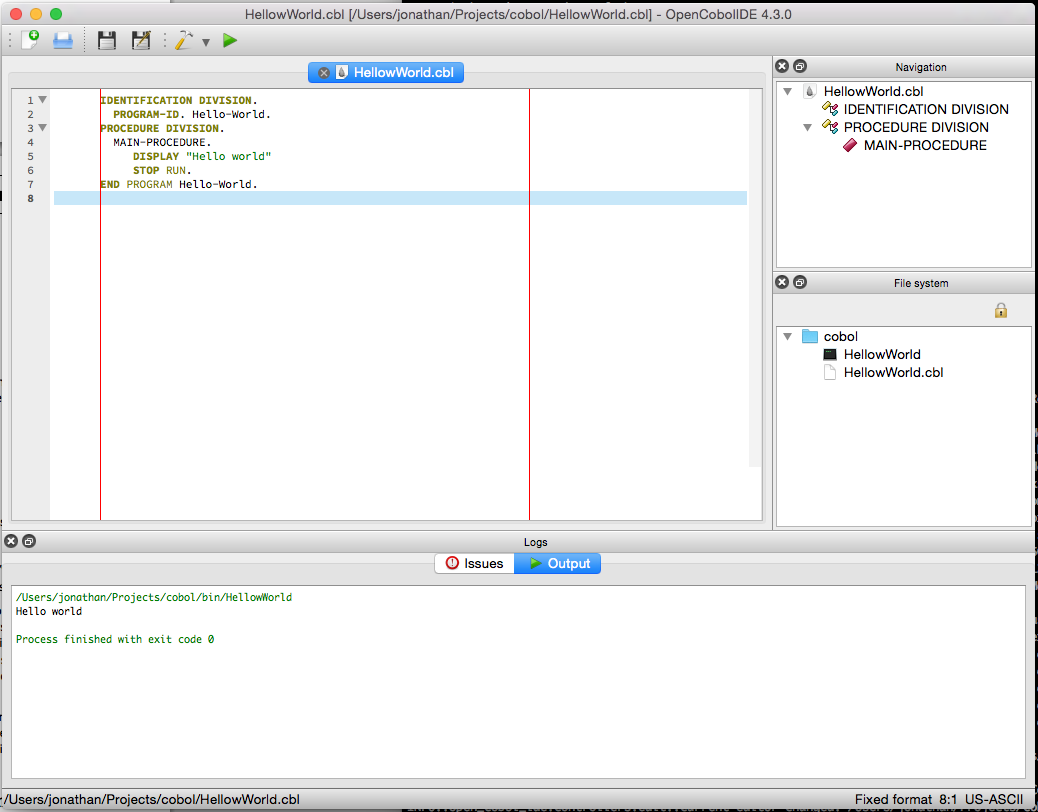 HellowWorld.cbl [/Users/jonathan/Projects/cobol/HellowWorld.cbl] - OpenCobolIDE 4.3.0
HellowWorld.cbl
1 IDENTIFICATION DIVISION.
2 PROGRAM-ID. Hello-World.
3 PROCEDURE DIVISION.
4 MAIN-PROCEDURE.
5 DISPLAY "Hello world"
6 STOP RUN.
7 END PROGRAM Hello-World.
8
Navigation
HellowWorld.cbl
IDENTIFICATION DIVISION
PROCEDURE DIVISION
MAIN-PROCEDURE
File system
cobol
HellowWorld
HellowWorld.cbl
Logs
Issues Output
/Users/jonathan/Projects/cobol/bin/HellowWorld
Hello world
Process finished with exit code 0
/Users/jonathan/Projects/cobol/HellowWorld.cbl
Fixed format 8:1 US-ASCII